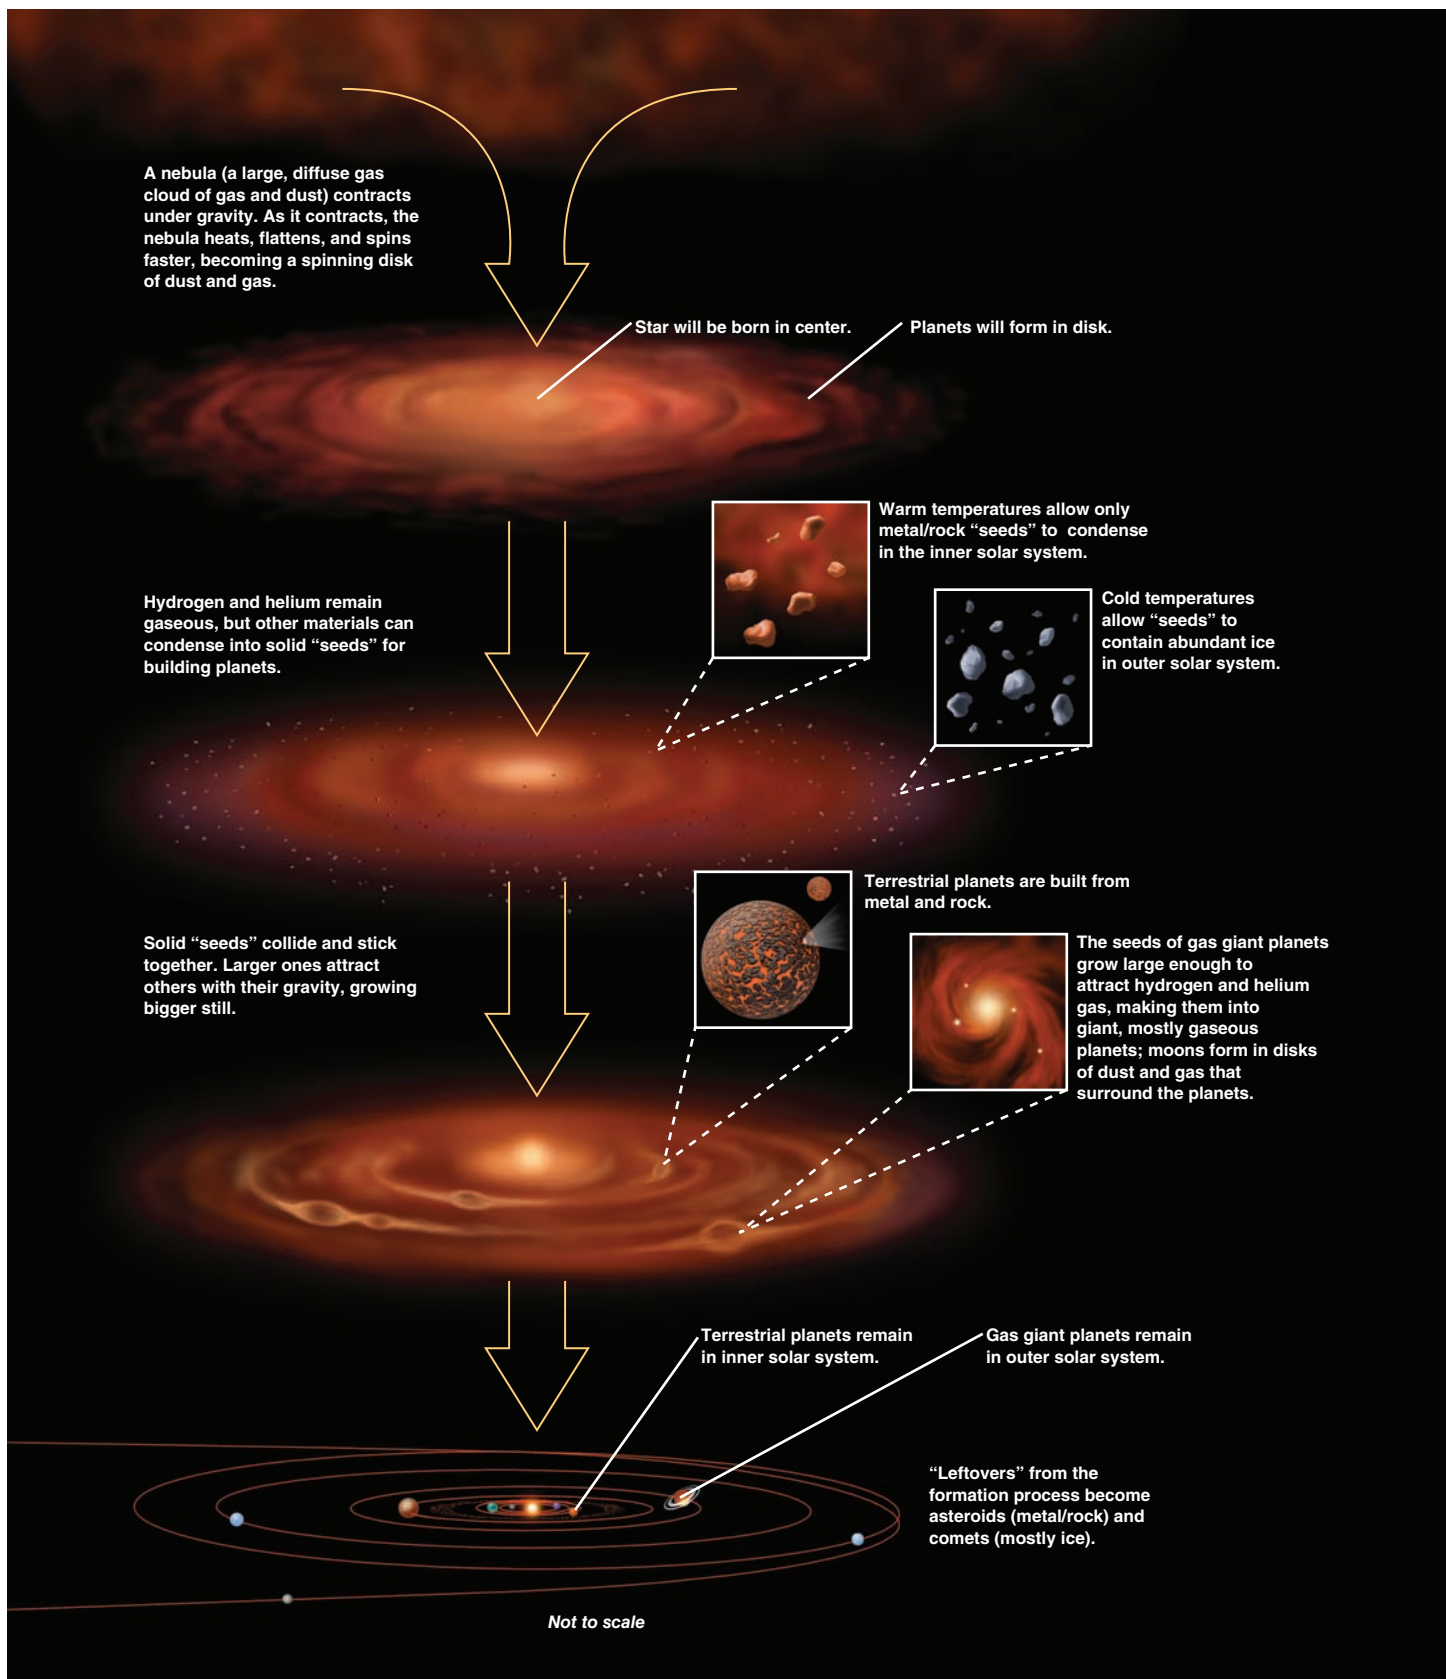 A nebula (a large, diffuse gas
cloud of gas and dust) contracts
under gravity. As it contracts, the
nebula heats, flattens, and spins
faster, becoming a spinning disk
of dust and gas.
Star will be born in center.
Planets will form in disk.
Warm temperatures allow only
metal/rock “seeds” to condense
in the inner solar system.
Hydrogen and helium remain
gaseous, but other materials can
condense into solid “seeds” for
building planets.
Cold temperatures
allow “seeds” to
contain abundant ice
in outer solar system.
Terrestrial planets are built from
metal and rock.
Solid “seeds” collide and stick
together. Larger ones attract
others with their gravity, growing
bigger still.
The seeds of gas giant planets
grow large enough to
attract hydrogen and helium
gas, making them into
giant, mostly gaseous
planets; moons form in disks
of dust and gas that
surround the planets.
Terrestrial planets remain
in inner solar system.
Gas giant planets remain
in outer solar system.
“Leftovers” from the
formation process become
asteroids (metal/rock) and
comets (mostly ice).
Not to scale